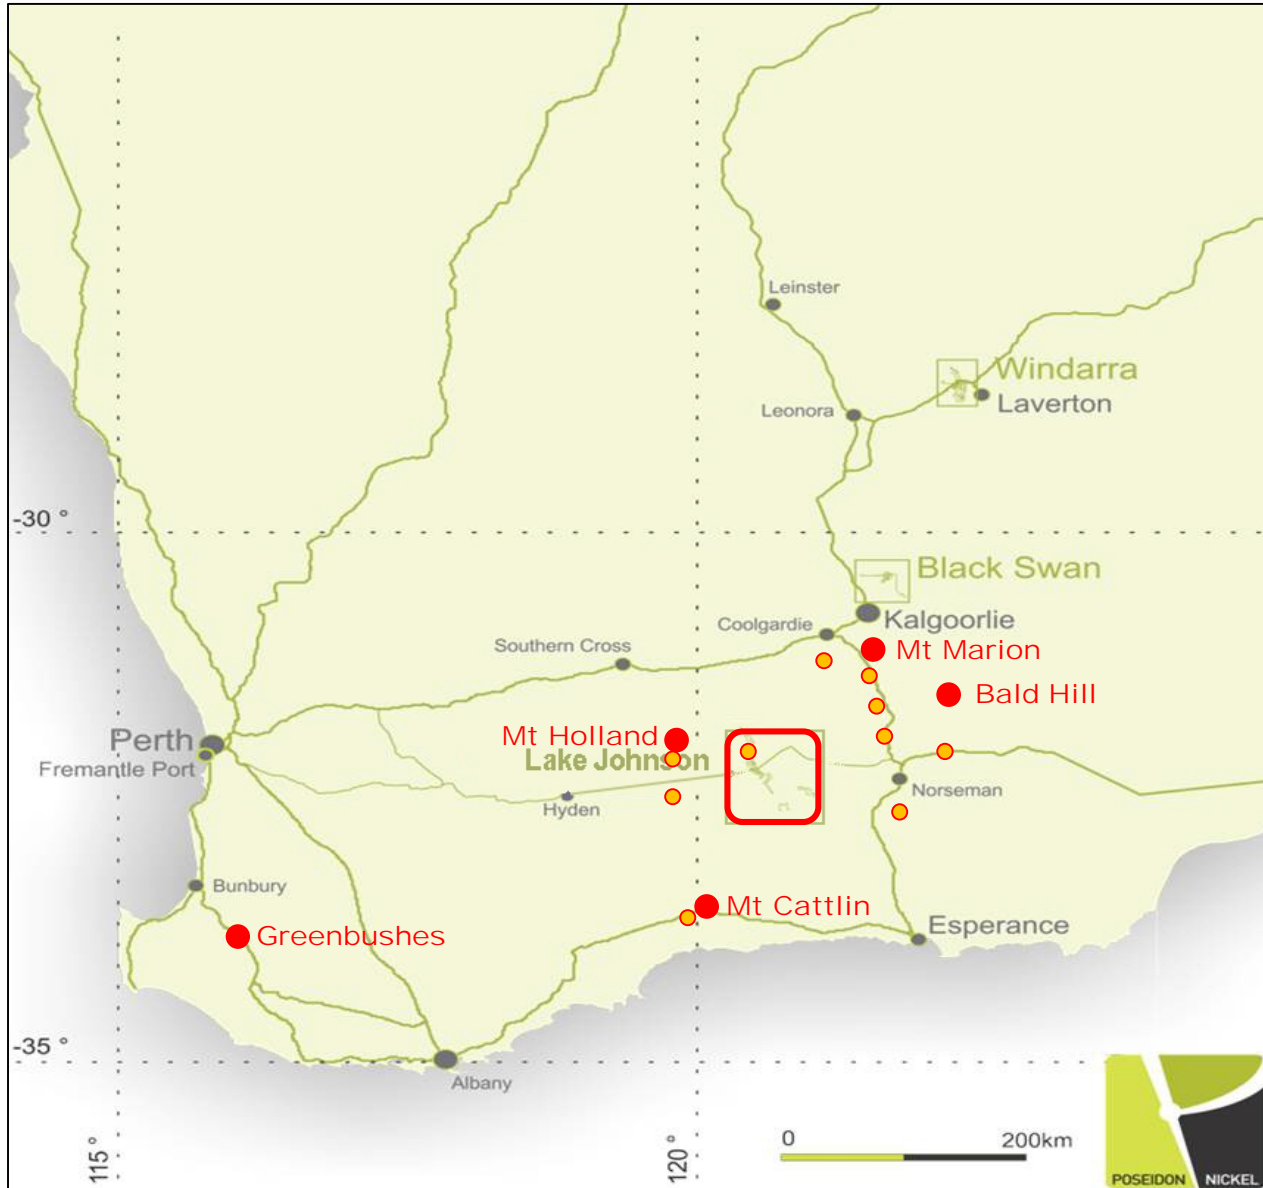 Leinster
Windarra
Laverton
Leonora
-30 °
Black Swan
Kalgoorlie
Coolgardie
Southern Cross
Mt Marion
Bald Hill
Mt Holland
Lake Johnson
Perth
Fremantle Port
Hyden
Norseman
Bunbury
Mt Cattlin
Greenbushes
Esperance
-35 °
Albany
115 °
120 °
0
200km
POSEIDON NICKEL